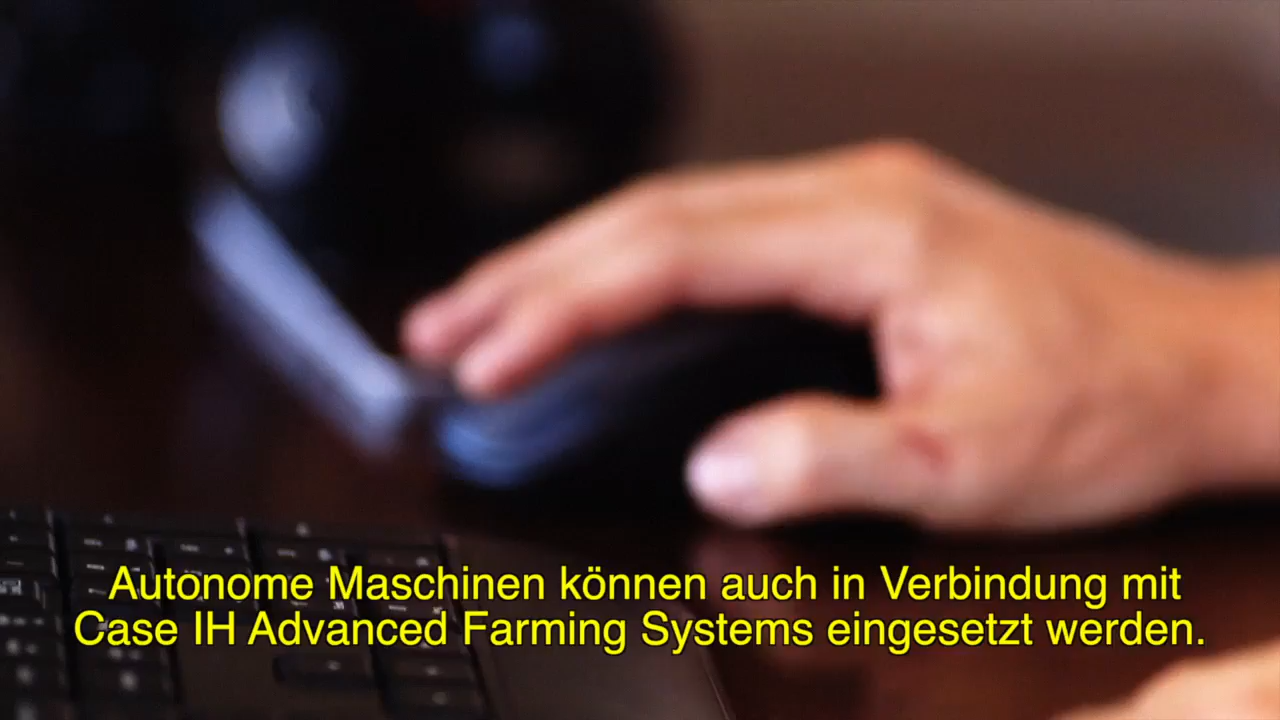 Autonome Maschinen können auch in Verbindung mit
Case IH Advanced Farming Systems eingesetzt werden.